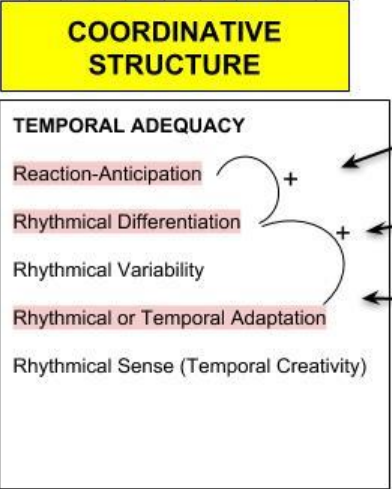 COORDINATIVE
STRUCTURE
TEMPORAL ADEQUACY
Reaction-Anticipation
+
Rhythmical Differentiation
+
Rhythmical Variability
Rhythmical or Temporal Adaptation
Rhythmical Sense (Temporal Creativity)